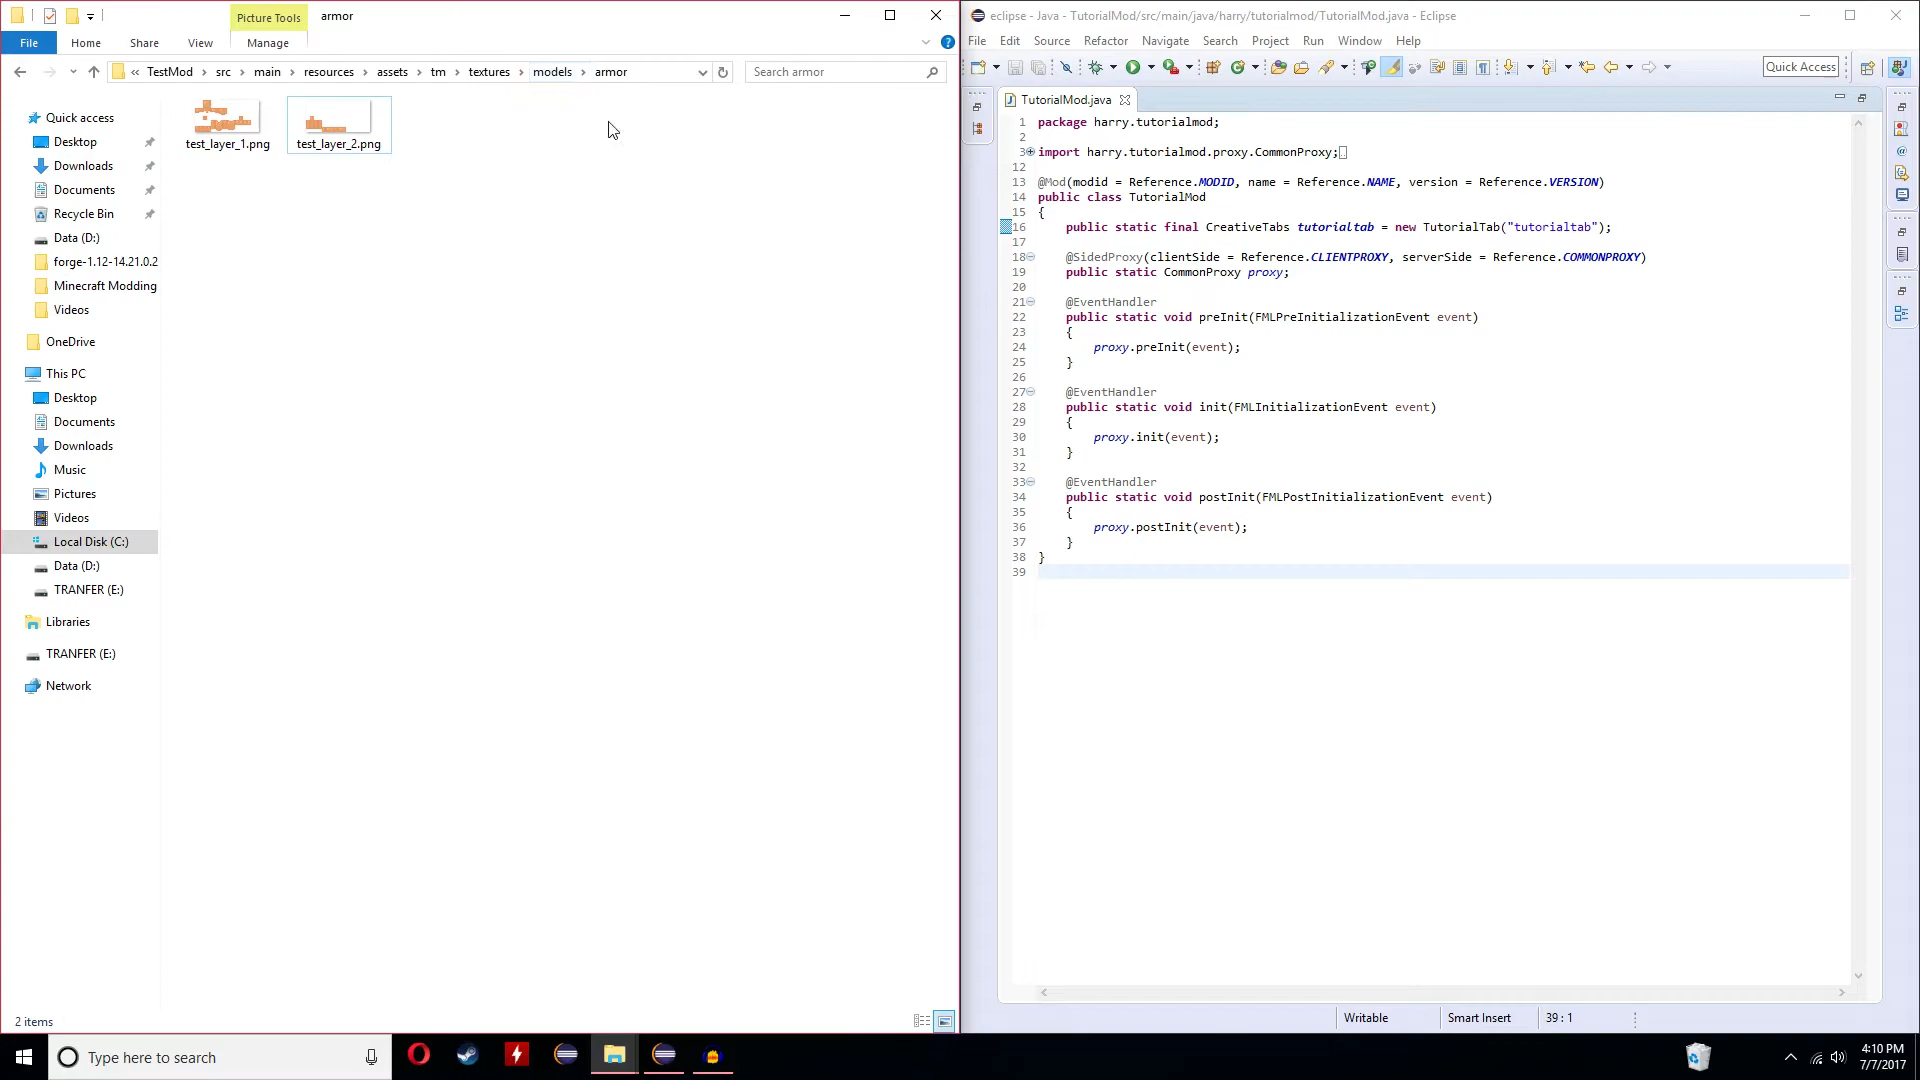 Picture Tools
armor
File
Home
Share
View
Manage
« TestMod › src › main › resources › assets › tm › textures › models › armor
Search armor
Quick access
Desktop
Downloads
Documents
Recycle Bin
Data (D:)
forge-1.12-14.21.0.2
Minecraft Modding
Videos
OneDrive
This PC
Desktop
Documents
Downloads
Music
Pictures
Videos
Local Disk (C:)
Data (D:)
TRANFER (E:)
Libraries
TRANFER (E:)
Network
test_layer_1.png
test_layer_2.png
2 items
eclipse - Java - TutorialMod/src/main/java/harry/tutorialmod/TutorialMod.java - Eclipse
File Edit Source Refactor Navigate Search Project Run Window Help
Quick Access
TutorialMod.java
1 package harry.tutorialmod;
2
3 import harry.tutorialmod.proxy.CommonProxy;
12
13 @Mod(modid = Reference.MODID, name = Reference.NAME, version = Reference.VERSION)
14 public class TutorialMod
15 {
16 public static final CreativeTabs tutorialtab = new TutorialTab("tutorialtab");
17
18 @SidedProxy(clientSide = Reference.CLIENTPROXY, serverSide = Reference.COMMONPROXY)
19 public static CommonProxy proxy;
20
21 @EventHandler
22 public static void preInit(FMLPreInitializationEvent event)
23 {
24 proxy.preInit(event);
25 }
26
27 @EventHandler
28 public static void init(FMLInitializationEvent event)
29 {
30 proxy.init(event);
31 }
32
33 @EventHandler
34 public static void postInit(FMLPostInitializationEvent event)
35 {
36 proxy.postInit(event);
37 }
38 }
39
Writable
Smart Insert
39 : 1
Type here to search
4:10 PM
7/7/2017